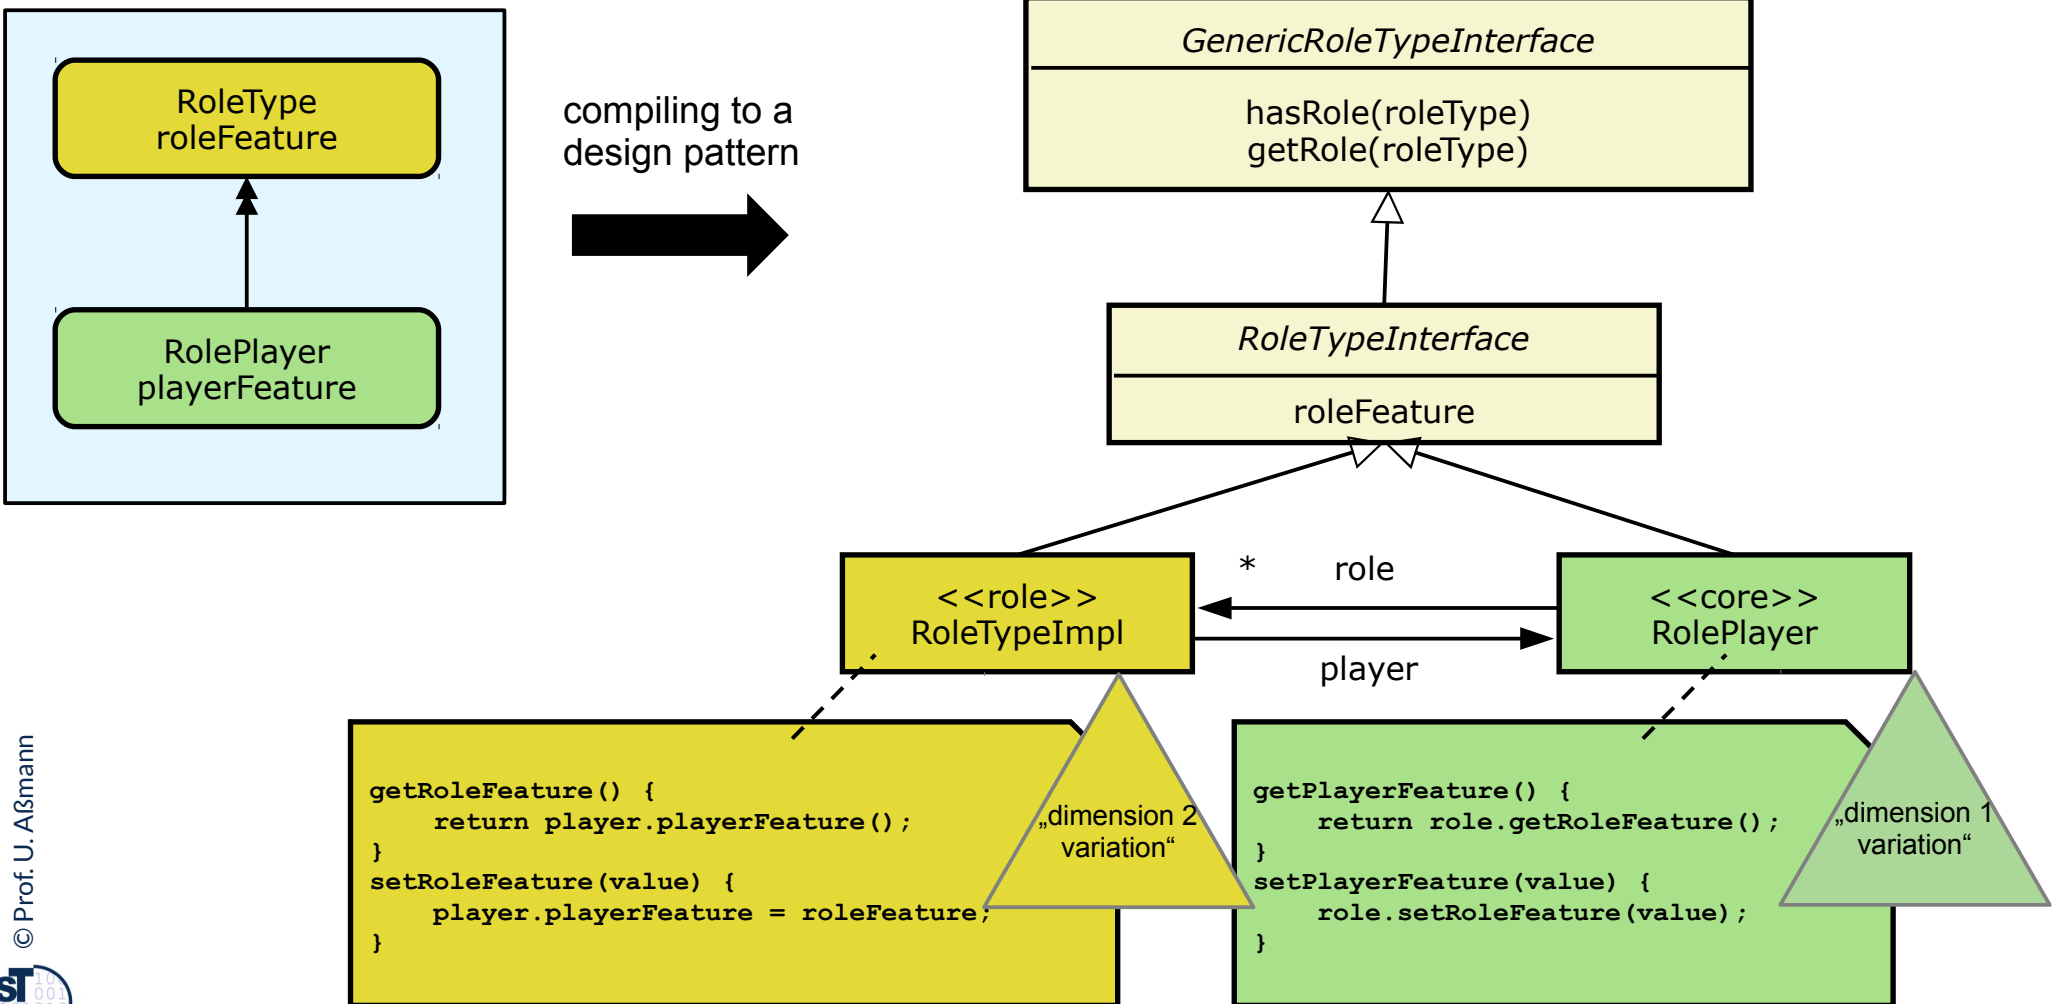 RoleType
roleFeature
RolePlayer
playerFeature
compiling to a
design pattern
GenericRoleTypeInterface
hasRole(roleType)
getRole(roleType)
RoleTypeInterface
roleFeature
<<role>>
RoleTypeImpl
* role
player
<<core>>
RolePlayer
getRoleFeature() {
    return player.playerFeature();
}
setRoleFeature(value) {
    player.playerFeature = roleFeature;
}
„dimension 2
variation“
getPlayerFeature() {
    return role.getRoleFeature();
}
setPlayerFeature(value) {
    role.setRoleFeature(value);
}
„dimension 1
variation“
© Prof. U. Aßmann